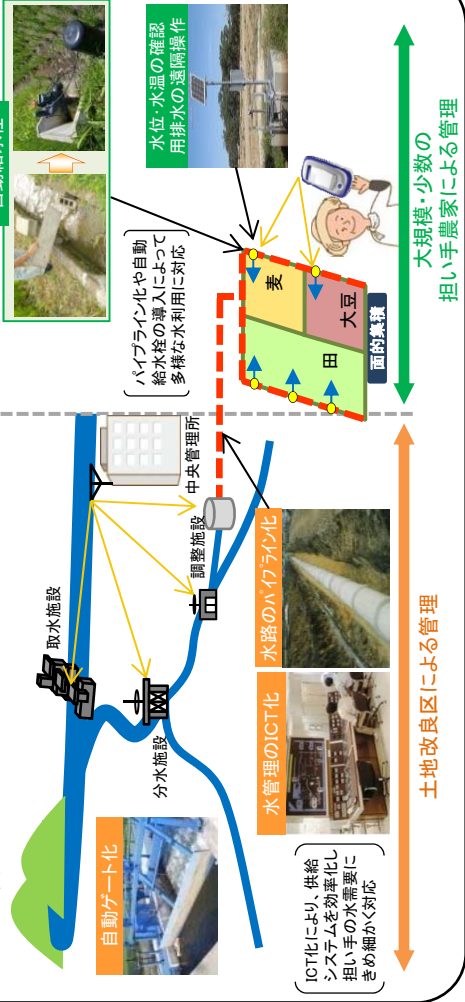 取水施設
中央管理所
調整施設
分水施設
自動ゲート化
水管理のICT化
水路のパイプライン化
ICT化により、供給
システムを効率化し
担い手の水需要に
きめ細かく対応
土地改良区による管理
パイプライン化や自動
給水栓の導入によって
多様な水利用に対応
水位・水温の確認
用排水の遠隔操作
麦
田
大豆
面的集積
大規模・少数の
担い手農家による管理